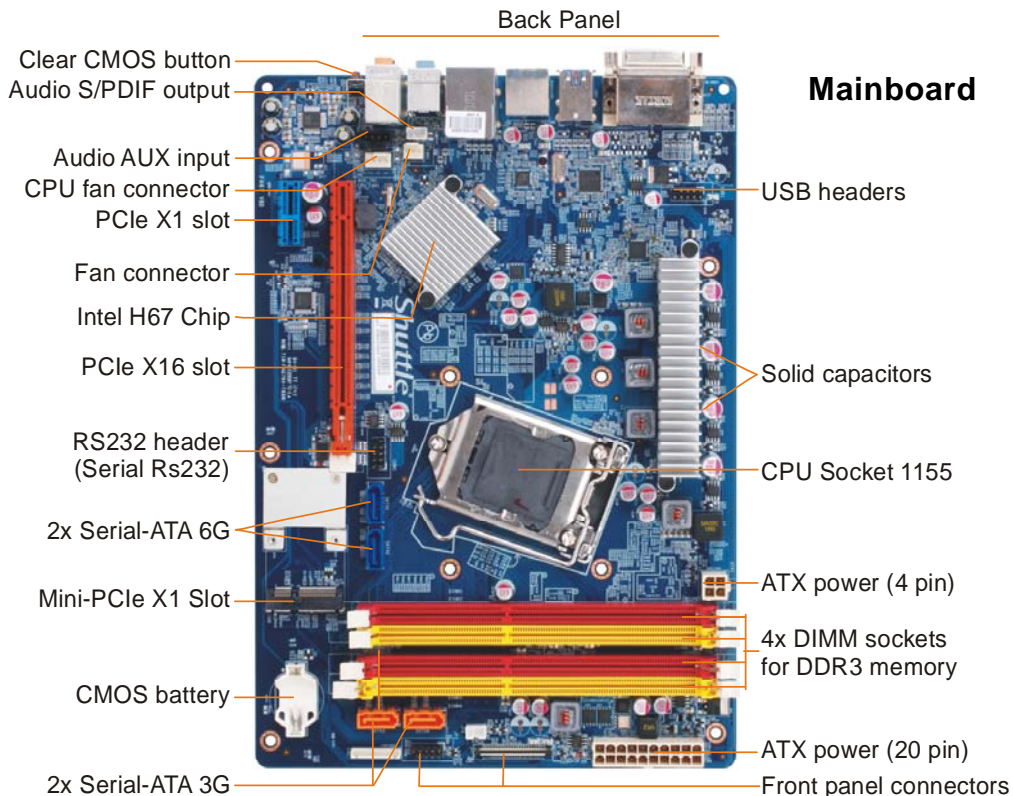 Back Panel
Mainboard
Clear CMOS button
Audio S/PDIF output
Audio AUX input
CPU fan connector
PCIe X1 slot
Fan connector
Intel H67 Chip
PCIe X16 slot
RS232 header
(Serial Rs232)
2x Serial-ATA 6G
Mini-PCIe X1 Slot
CMOS battery
2x Serial-ATA 3G
Shuttle
USB headers
Solid capacitors
CPU Socket 1155
ATX power (4 pin)
4x DIMM sockets
for DDR3 memory
ATX power (20 pin)
Front panel connectors